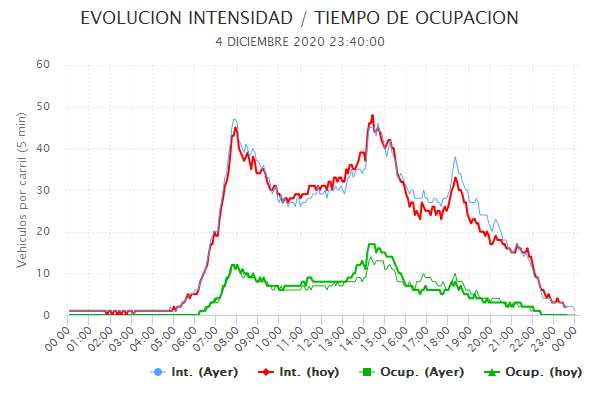 EVOLUCION INTENSIDAD / TIEMPO DE OCUPACION
4 DICIEMBRE 2020 23:40:00
Vehículos por carril (5 min)
60
50
40
30
20
10
0
00:00 01:00 02:00 03:00 04:00 05:00 06:00 07:00 08:00 09:00 10:00 11:00 12:00 13:00 14:00 15:00 16:00 17:00 18:00 19:00 20:00 21:00 22:00 23:00 00:00
Int. (Ayer) Int. (hoy) Ocup. (Ayer) Ocup. (hoy)